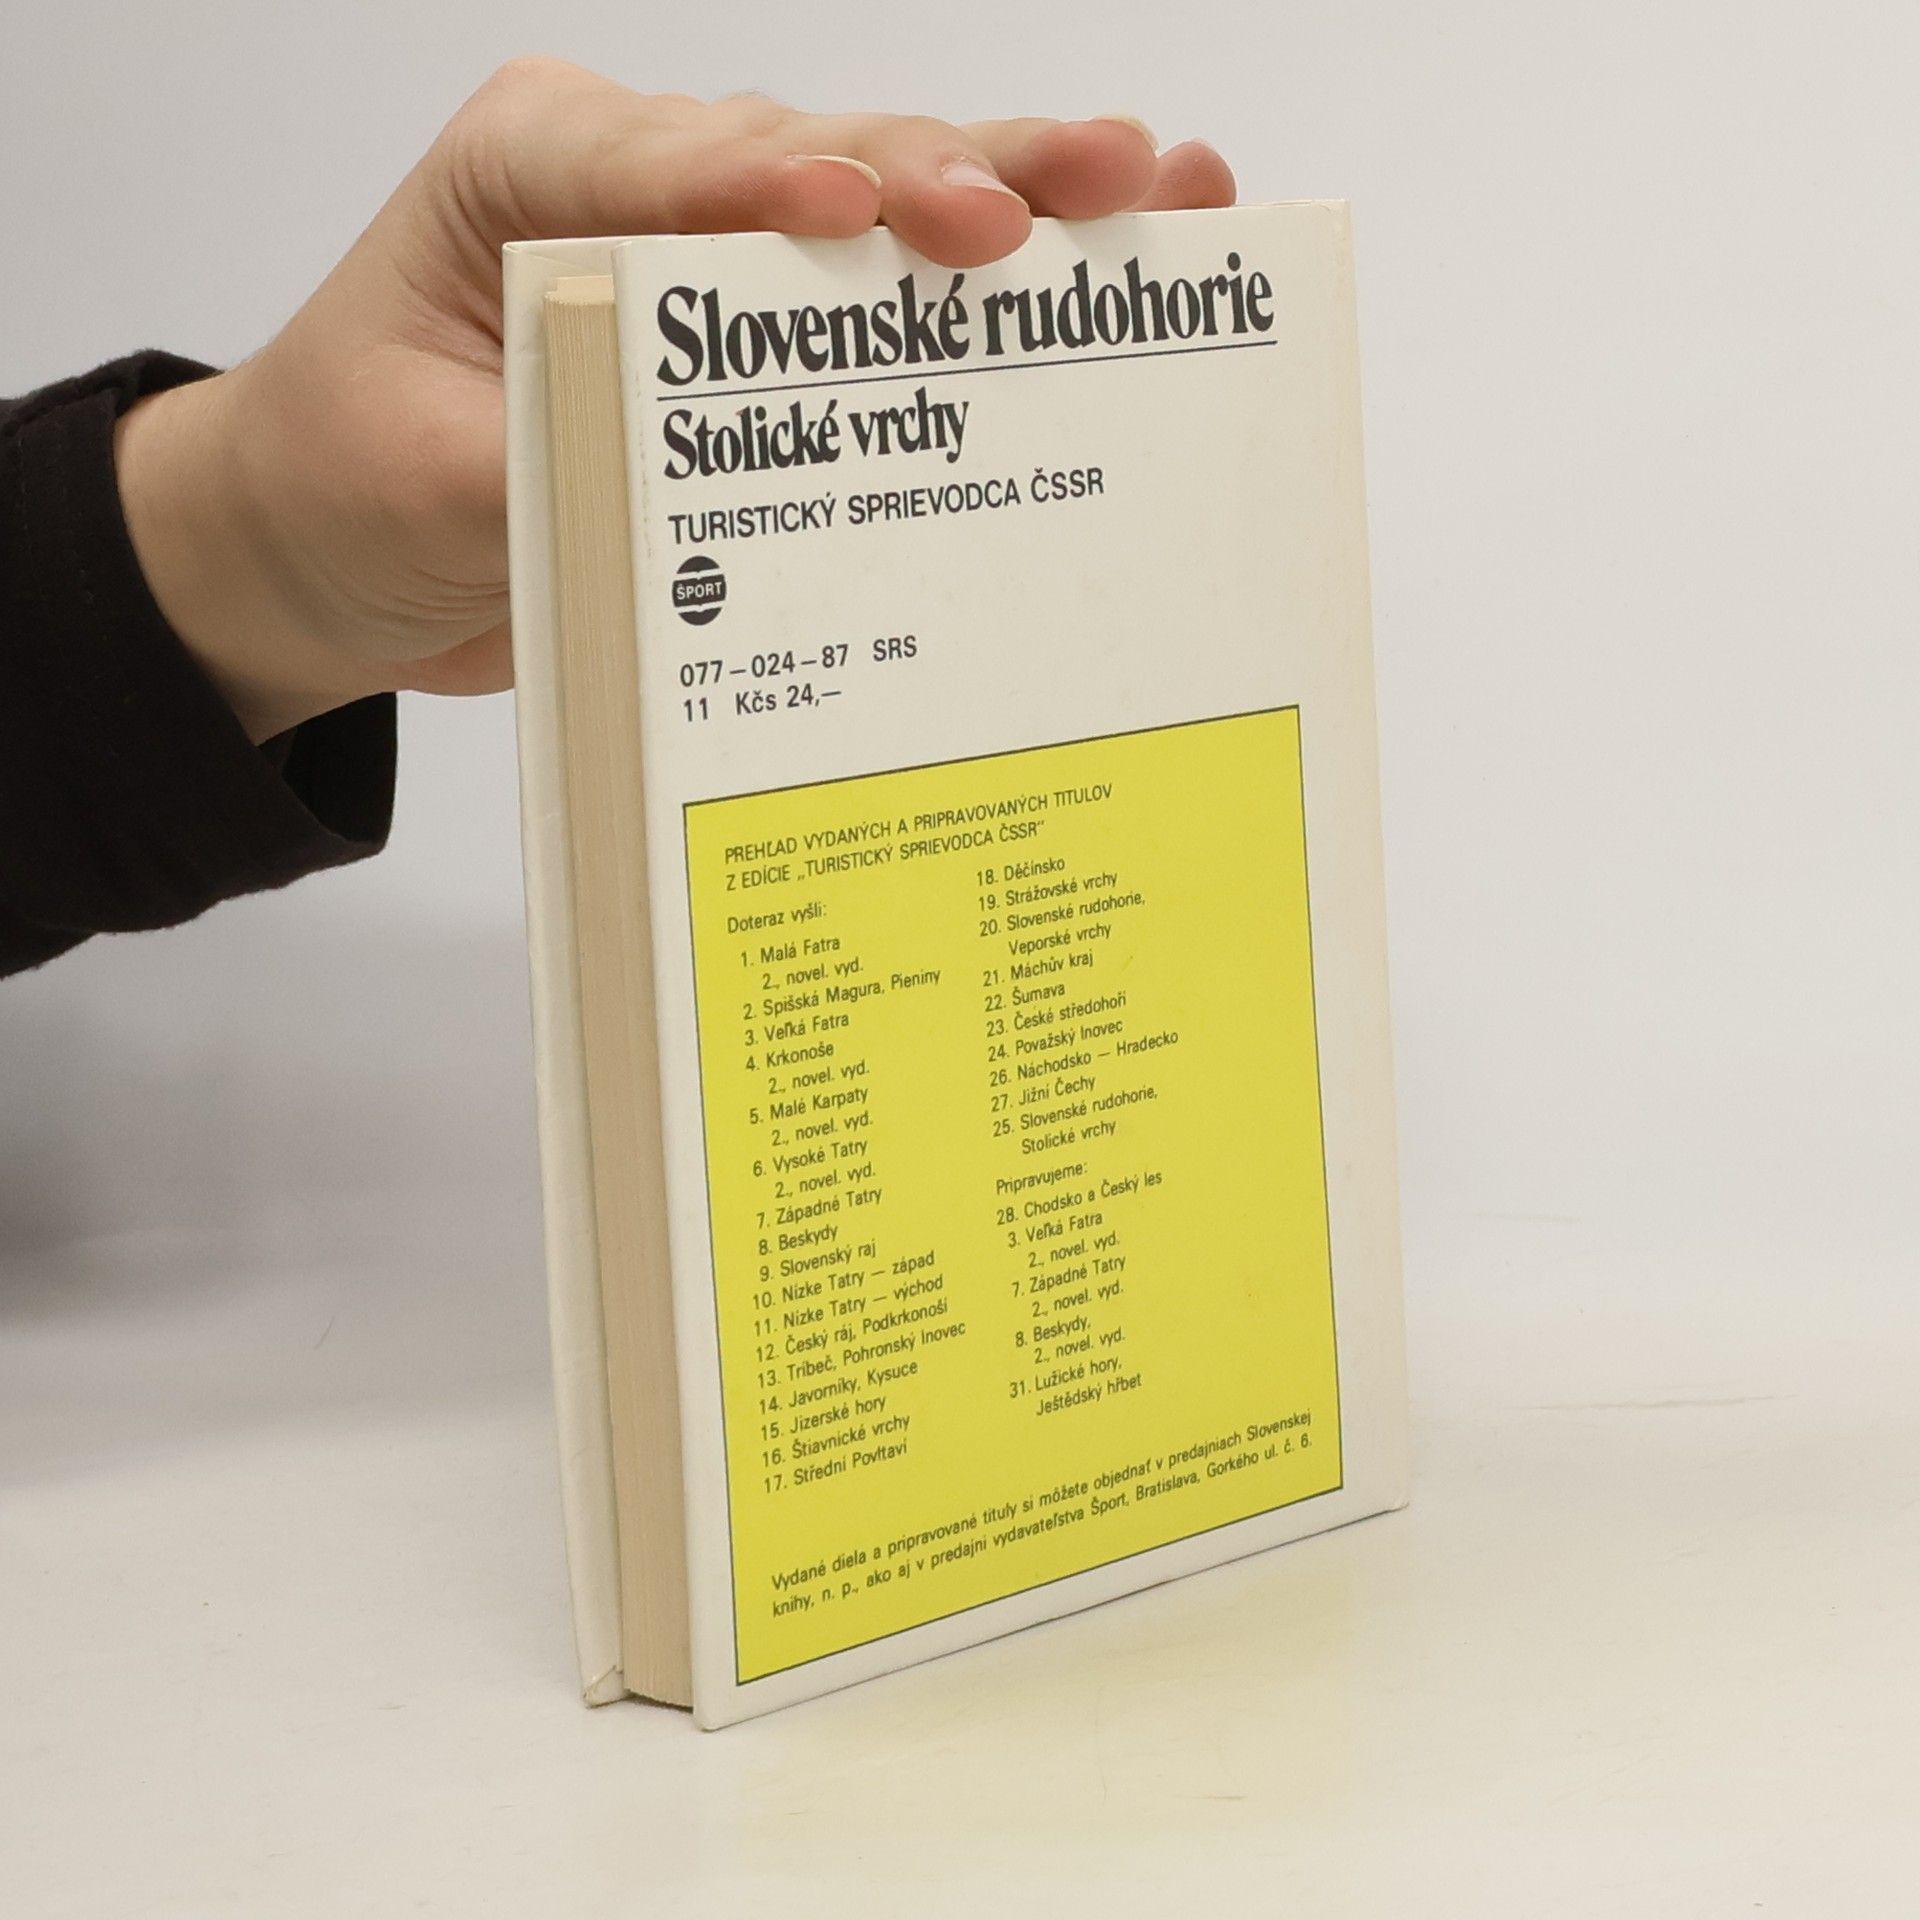 Slovenské rudohorie
Stolické vrchy
TURISTICKÝ SPRIEVODCA ČSSR
ŠPORT
077–024–87 SRS
11 Kčs 24,—
PREHĽAD VYDANÝCH A PRIPRAVOVANÝCH TITULOV
Z EDÍCIE „TURISTICKÝ SPRIEVODCA ČSSR“
Doteraz vyšli:
1. Malá Fatra
2., novel. vyd.
2. Spišská Magura, Pieniny
3. Veľká Fatra
4. Krkonoše
2., novel. vyd.
5. Malé Karpaty
2., novel. vyd.
6. Vysoké Tatry
2., novel. vyd.
7. Západné Tatry
8. Beskydy
9. Slovenský raj
10. Nízke Tatry — západ
11. Nízke Tatry — východ
12. Český ráj, Podkrkonoší
13. Tríbeč, Pohronský Inovec
14. Javorníky, Kysuce
15. Jizerské hory
16. Štiavnické vrchy
17. Střední Povltaví
18. Děčínsko
19. Strážovské vrchy
20. Slovenské rudohorie,
Veporské vrchy
21. Máchův kraj
22. Šumava
23. České středohoří
24. Považský Inovec
26. Náchodsko — Hradecko
27. Jižní Čechy
25. Slovenské rudohorie,
Stolické vrchy
Pripravujeme:
28. Chodsko a Český les
3. Veľká Fatra
2., novel. vyd.
7. Západné Tatry
2., novel. vyd.
8. Beskydy,
2., novel. vyd.
31. Lužické hory,
Ještědský hřbet
Vydané diela a pripravované tituly si môžete objednať v predajniach Slovenskej
knihy, n. p., ako aj v predajni vydavateľstva Šport, Bratislava, Gorkého ul. č. 6.